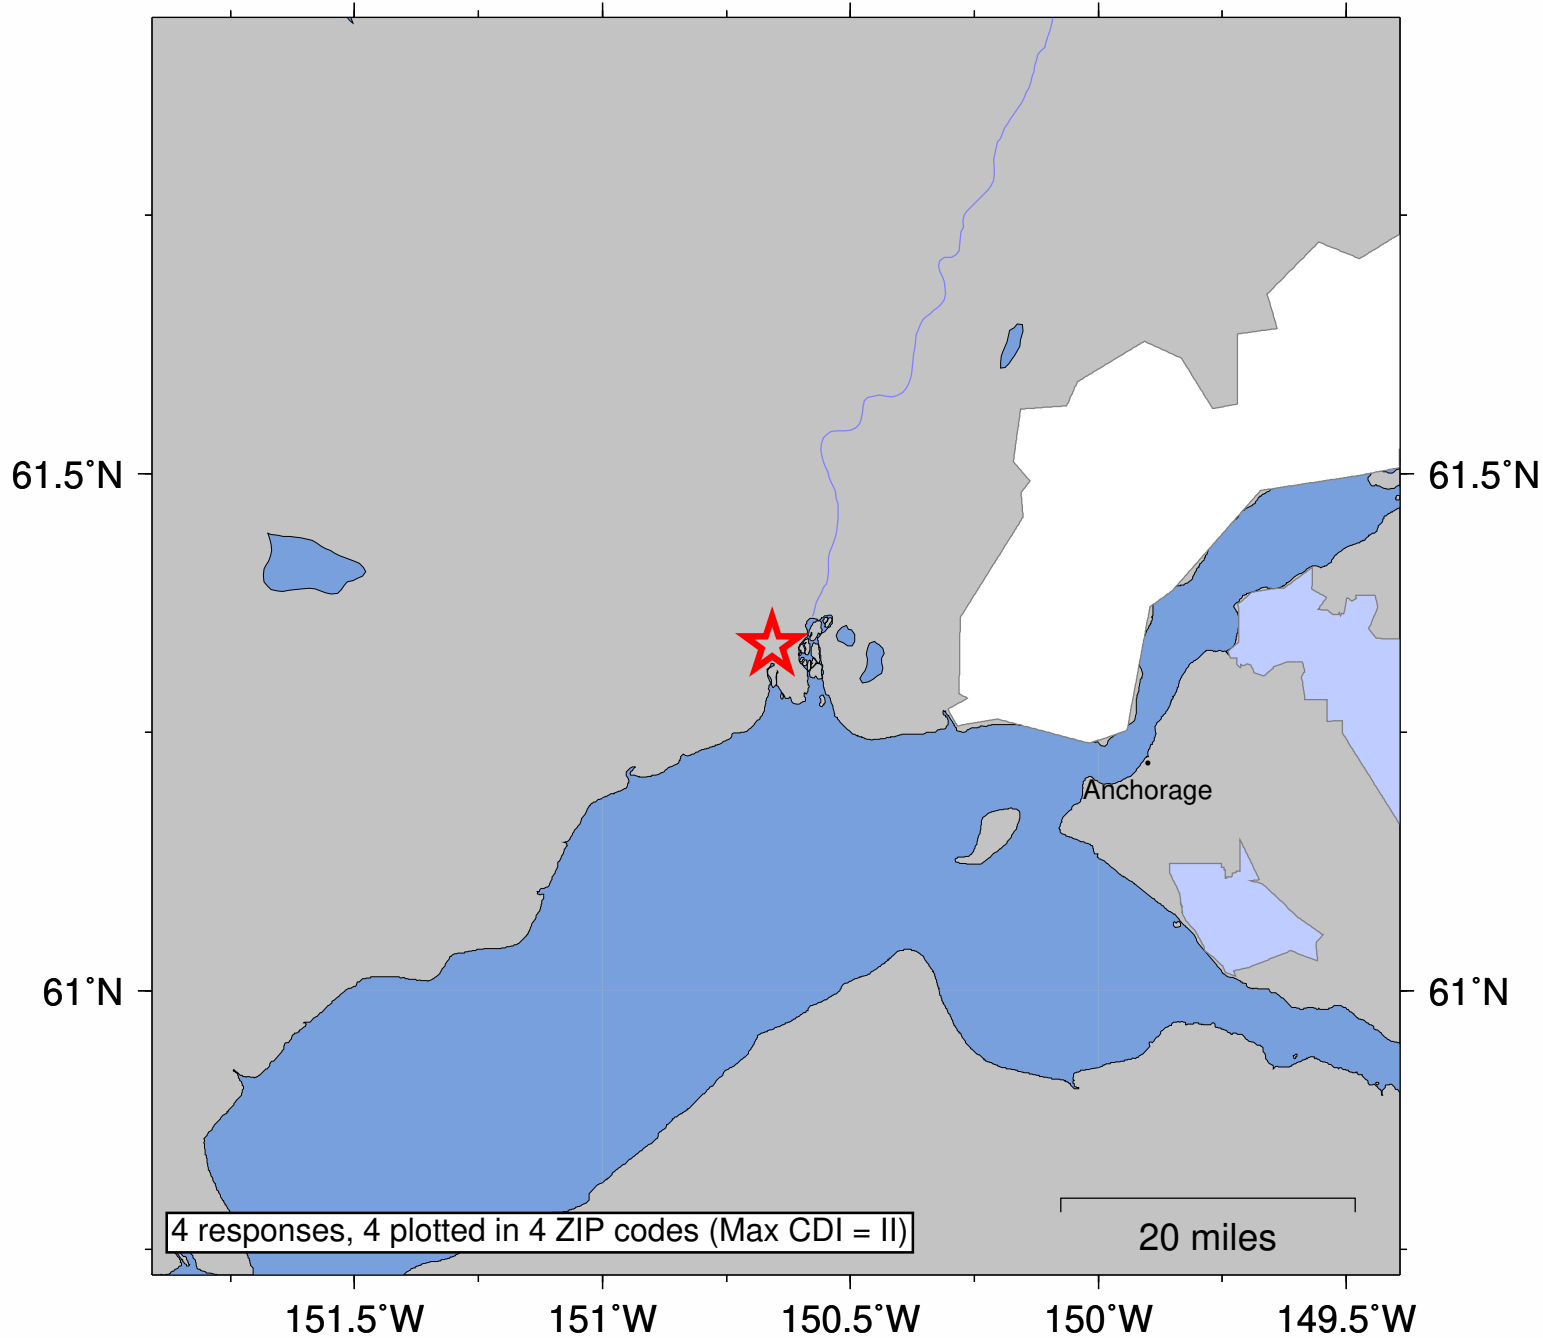 61.5˚N
61.5˚N
Anchorage
61˚N
61˚N
4 responses, 4 plotted in 4 ZIP codes (Max CDI = II)
20 miles
151.5˚W
151˚W
150.5˚W
150˚W
149.5˚W